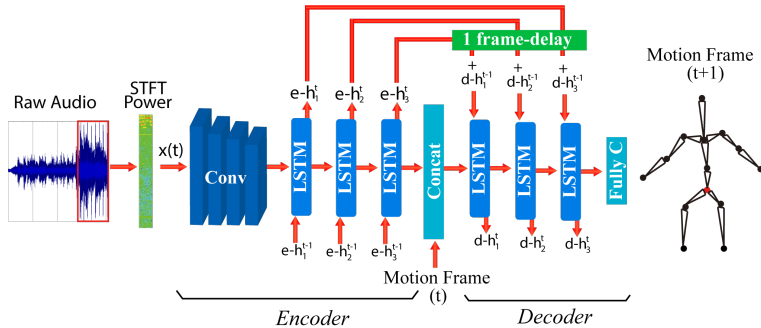 1 frame-delay
Motion Frame
(t+1)
STFT
Power
Raw Audio
x(t)
e-h₁ᵗ
e-h₂ᵗ
e-h₃ᵗ
+
d-h₁ᵗ⁻¹
+
d-h₂ᵗ⁻¹
+
d-h₃ᵗ⁻¹
Conv
LSTM
LSTM
LSTM
Concat
LSTM
LSTM
LSTM
Fully C
e-h₁ᵗ⁻¹
e-h₂ᵗ⁻¹
e-h₃ᵗ⁻¹
d-h₁ᵗ
d-h₂ᵗ
d-h₃ᵗ
Motion Frame
(t)
Encoder
Decoder